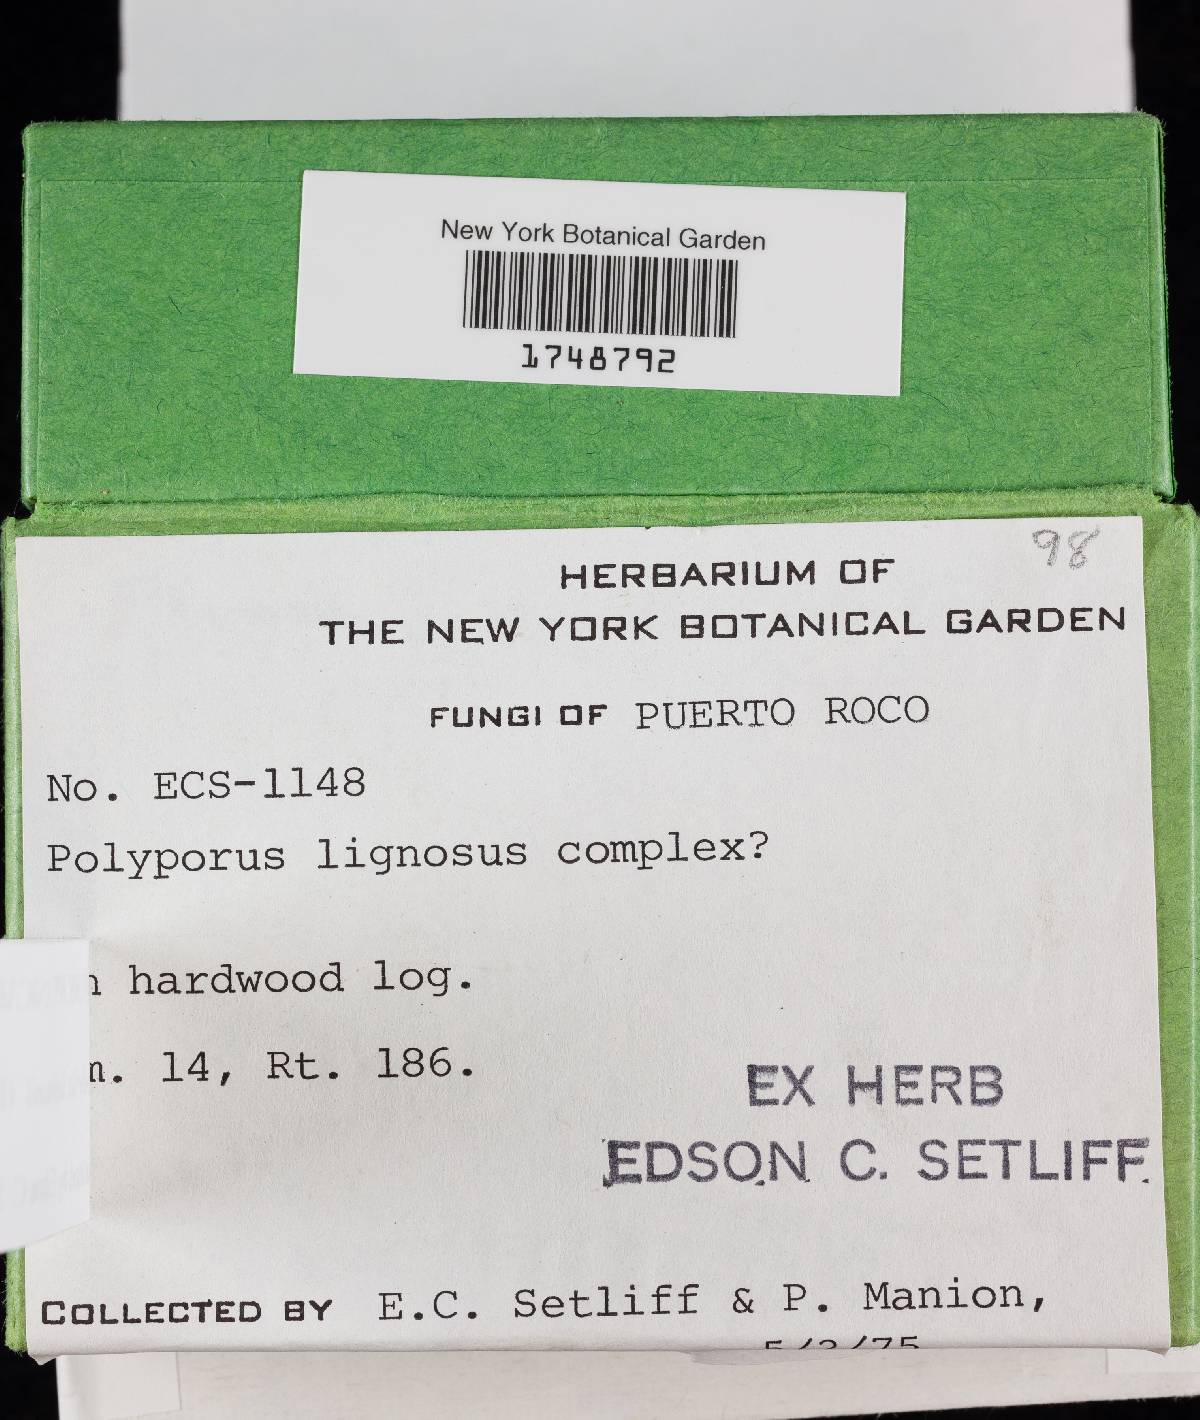 New York Botanical Garden
1748792
98
HERBARIUM OF
THE NEW YORK BOTANICAL GARDEN
FUNGI OF PUERTO ROCO
No. ECS-1148
Polyporus lignosus complex?
hardwood log.
14, Rt. 186.
EX HERB
EDSON C. SETLIFF
COLLECTED BY E.C. Setliff & P. Manion,